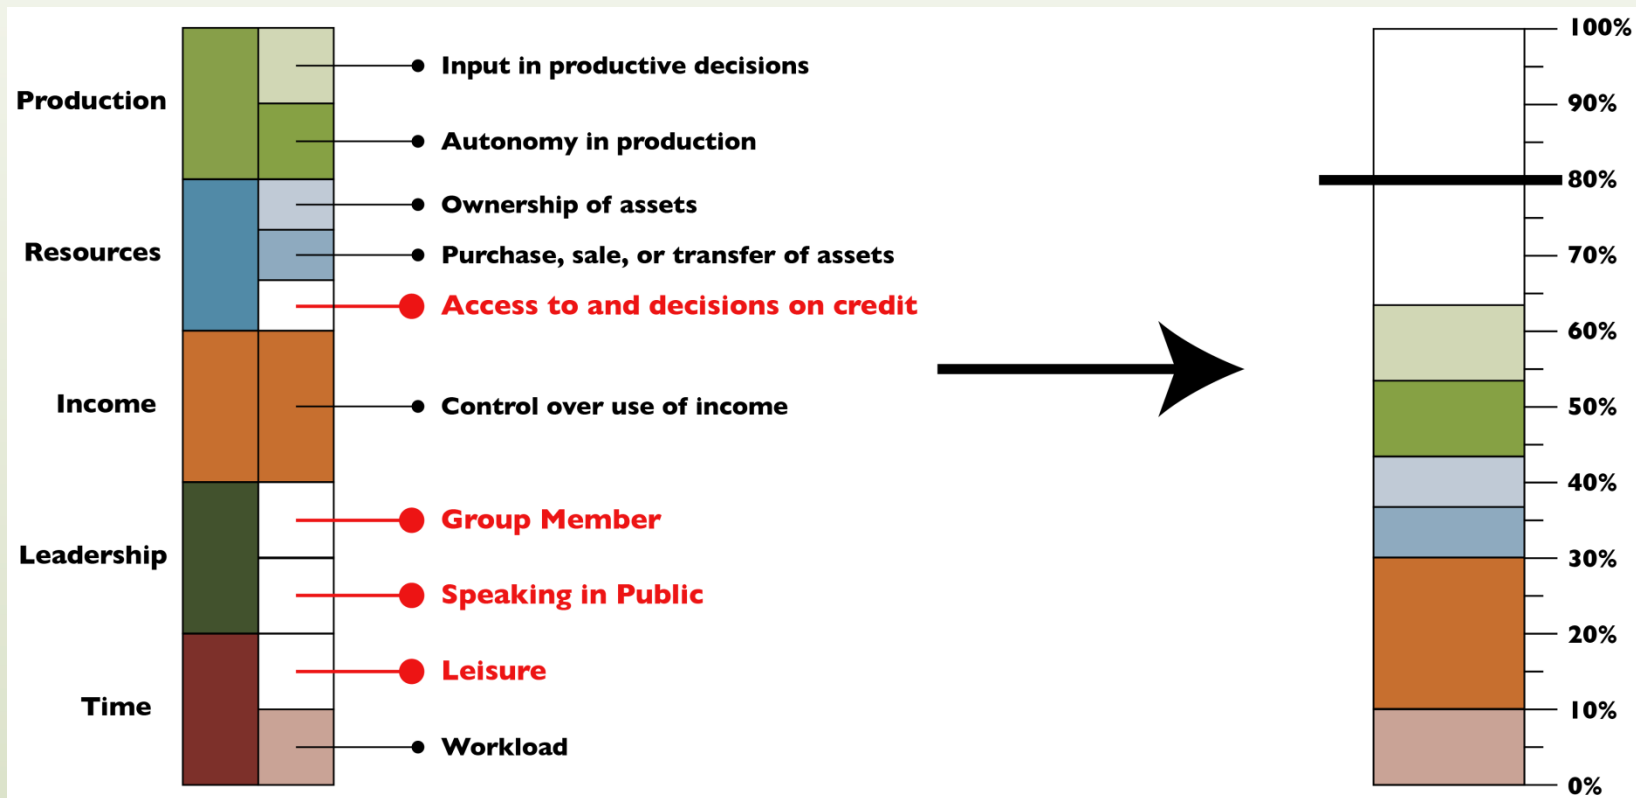 Production
Input in productive decisions
Autonomy in production
Resources
Ownership of assets
Purchase, sale, or transfer of assets
Access to and decisions on credit
Income
Control over use of income
Leadership
Group Member
Speaking in Public
Time
Leisure
Workload
100%
90%
80%
70%
60%
50%
40%
30%
20%
10%
0%